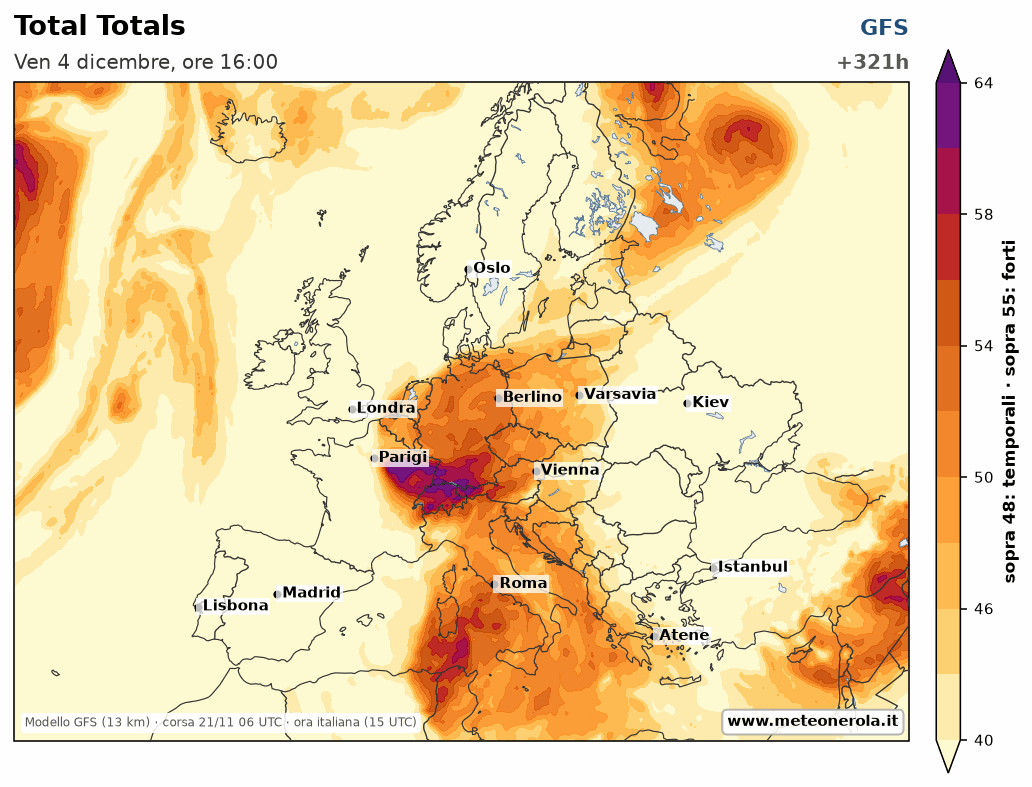 Total Totals
GFS
Ven 4 dicembre, ore 16:00
+321h
64
58
54
50
46
40
sopra 48: temporali · sopra 55: forti
Oslo
Londra
Berlino
Varsavia
Kiev
Parigi
Vienna
Istanbul
Roma
Madrid
Lisbona
Atene
Modello GFS (13 km) · corsa 21/11 06 UTC · ora italiana (15 UTC)
www.meteonerola.it